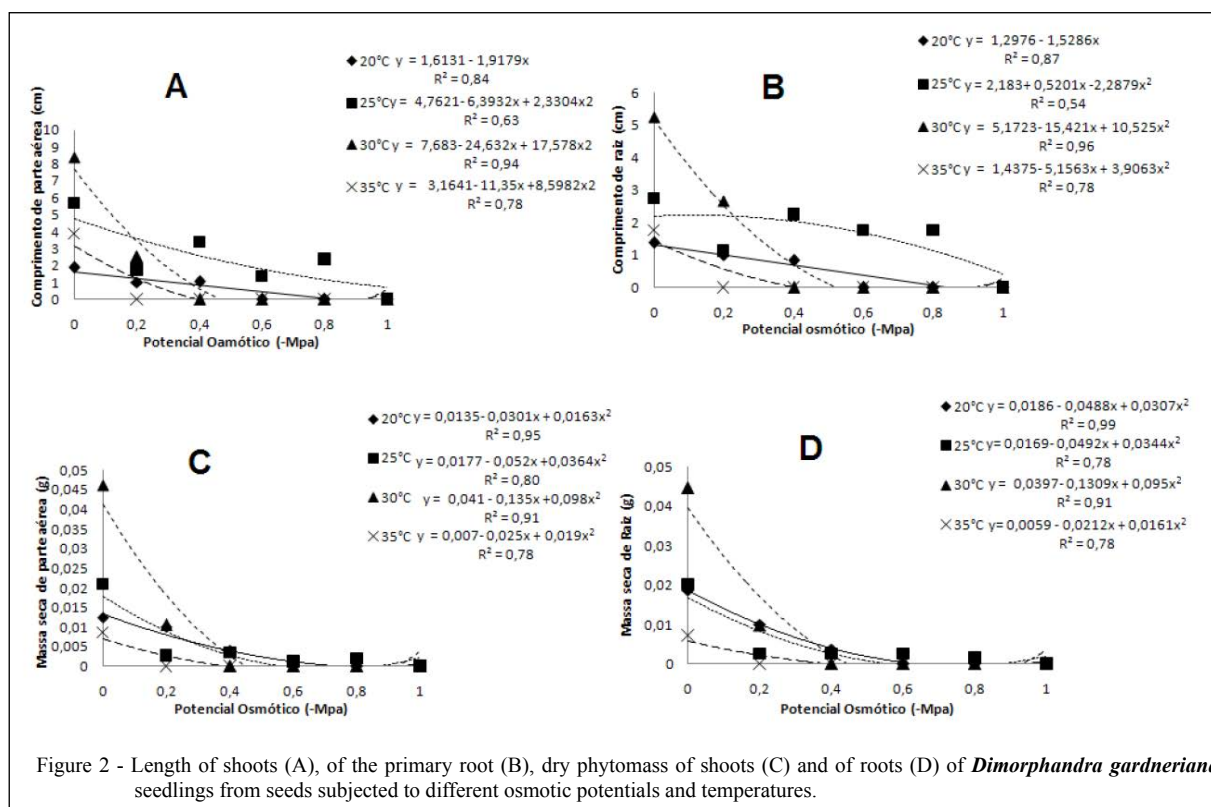 A
20°C y = 1,6131 - 1,9179x
R² = 0,84
25°Cy = 4,7621- 6,3932x + 2,3304x2
R² = 0,63
30°C y = 7,683- 24,632x + 17,578x2
R² = 0,94
35°C y = 3,1641-11,35x +8,5982x2
R² = 0,78
Comprimento de parte aérea (cm)
10
9
8
7
6
5
4
3
2
1
0
0 0,2 0,4 0,6 0,8 1
Potencial Oamótico (-Mpa)
B
20°C y = 1,2976 - 1,5286x
R² = 0,87
25°Cy = 2,183+ 0,5201x -2,2879x²
R² = 0,54
30°C y = 5,1723-15,421x + 10,525x²
R² = 0,96
35°C y = 1,4375- 5,1563x + 3,9063x²
R² = 0,78
Comprimento de raiz (cm)
6
5
4
3
2
1
0
0 0,2 0,4 0,6 0,8 1
Potencial osmótico (-Mpa)
C
20°C y = 0,0135- 0,0301x + 0,0163x²
R² = 0,95
25°C y = 0,0177 - 0,052x +0,0364x²
R² = 0,80
30°C y = 0,041 - 0,135x + 0,098x²
R² = 0,91
35°C y = 0,007- 0,025x + 0,019x²
R² = 0,78
Massa seca de parte aérea (g)
0,05
0,045
0,04
0,035
0,03
0,025
0,02
0,015
0,01
0,005
0
0 0,2 0,4 0,6 0,8 1
Potencial Osmótico (-Mpa)
D
20°C y = 0,0186 - 0,0488x + 0,0307x²
R² = 0,99
25°C y = 0,0169- 0,0492x + 0,0344x²
R² = 0,78
30°C y = 0,0397-0,1309x + 0,095x²
R² = 0,91
35°C y= 0,0059 - 0,0212x + 0,0161x²
R² = 0,78
Massa seca de Raiz (g)
0,05
0,04
0,03
0,02
0,01
0
0 0,2 0,4 0,6 0,8 1
Potencial Osmótico (-Mpa)
Figure 2 - Length of shoots (A), of the primary root (B), dry phytomass of shoots (C) and of roots (D) of Dimorphandra gardneriana
seedlings from seeds subjected to different osmotic potentials and temperatures.